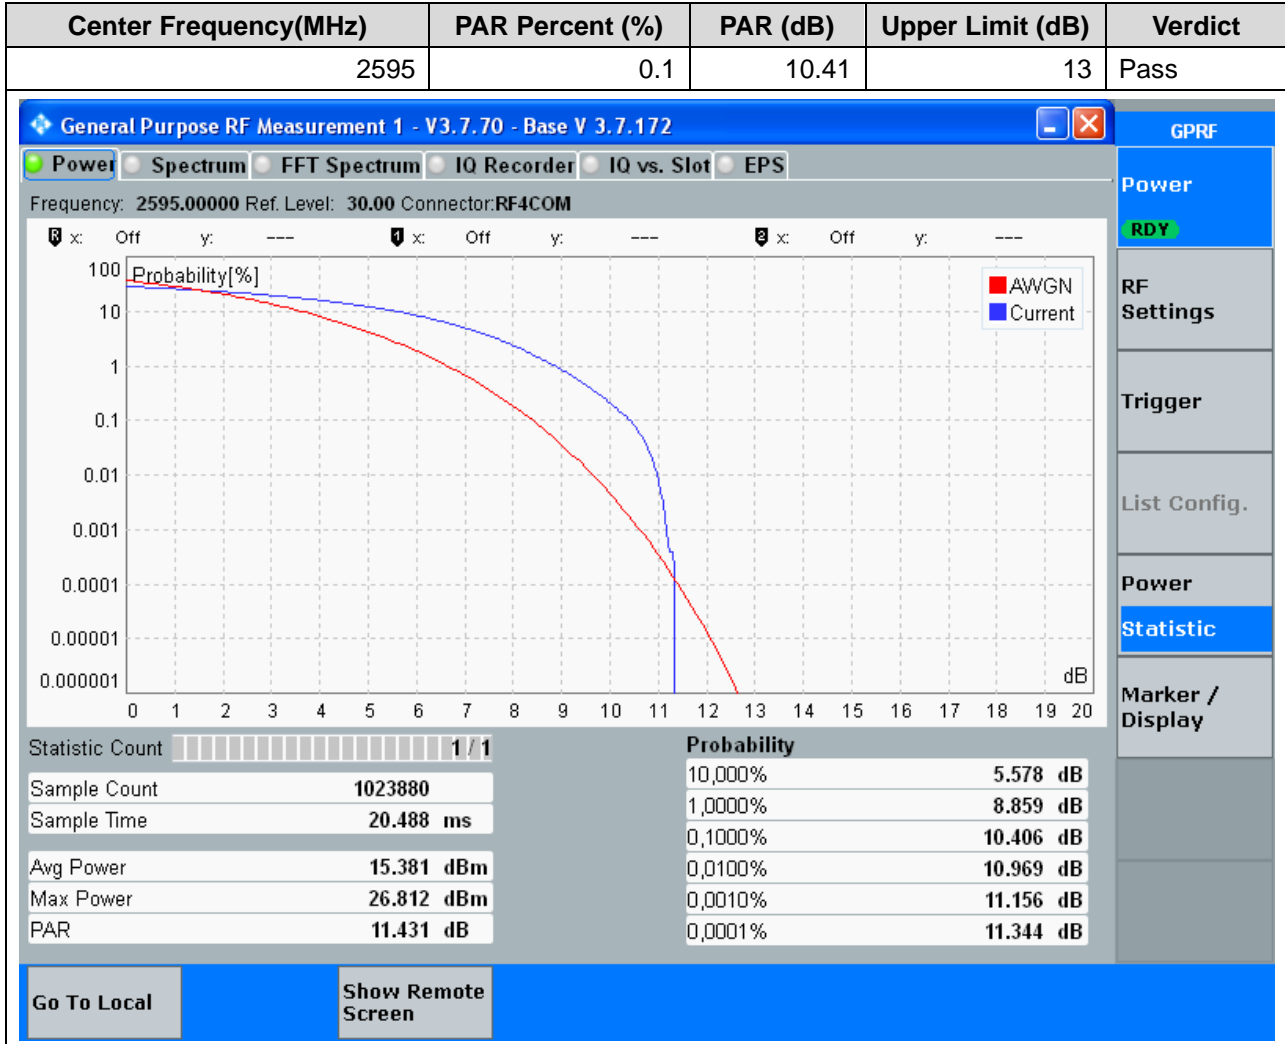 Center Frequency(MHz) PAR Percent (%) PAR (dB) Upper Limit (dB) Verdict
2595 0.1 10.41 13 Pass
General Purpose RF Measurement 1 - V3.7.70 - Base V 3.7.172
GPRF
Power Spectrum FFT Spectrum IQ Recorder IQ vs. Slot EPS
Frequency: 2595.00000 Ref. Level: 30.00 Connector:RF4COM
R x: Off y: --- 1 x: Off y: --- 2 x: Off y: ---
Probability[%]
AWGN
Current
100
10
1
0.1
0.01
0.001
0.0001
0.00001
0.000001
dB
0 1 2 3 4 5 6 7 8 9 10 11 12 13 14 15 16 17 18 19 20
Statistic Count 1 / 1
Sample Count 1023880
Sample Time 20.488 ms
Avg Power 15.381 dBm
Max Power 26.812 dBm
PAR 11.431 dB
Probability
10,000% 5.578 dB
1,0000% 8.859 dB
0,1000% 10.406 dB
0,0100% 10.969 dB
0,0010% 11.156 dB
0,0001% 11.344 dB
Power
RDY
RF
Settings
Trigger
List Config.
Power
Statistic
Marker /
Display
Go To Local
Show Remote
Screen